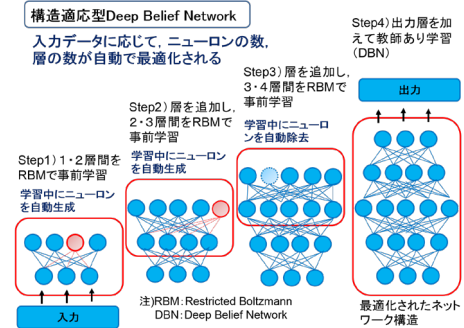 構造適応型Deep Belief Network
入力データに応じて，ニューロンの数，
層の数が自動で最適化される
Step1）1・2層間を
RBMで事前学習
学習中にニューロン
を自動生成
入力
Step2）層を追加し，
2・3層間をRBMで
事前学習
学習中にニューロン
を自動生成
Step3）層を追加し，
3・4層間をRBMで
事前学習
学習中にニューロ
ンを自動除去
Step4）出力層を加
えて教師あり学習
（DBN）
出力
最適化されたネット
ワーク構造
注）RBM：Restricted Boltzmann
DBN：Deep Belief Network